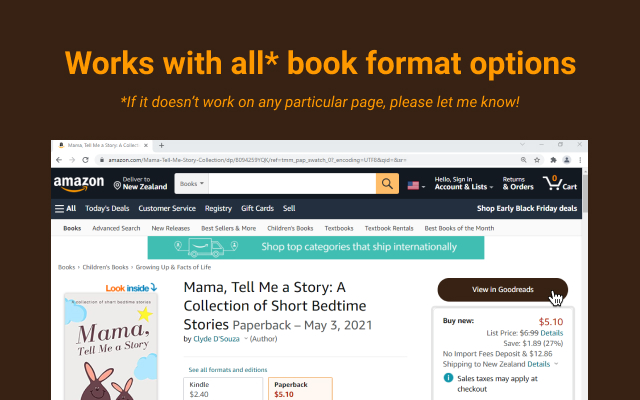 Works with all* book format options
*If it doesn't work on any particular page, please let me know!
Mama, Tell Me a Story: A Collect
amazon.com/Mama-Tell-Me-Story-Collection/dp/B094259YQK/ref=tmm_pap_swatch_0?_encoding=UTF8&qid=&sr=
amazon
Deliver to
New Zealand
Books
Hello, Sign in
Account & Lists
Returns
& Orders
0
Cart
All Today's Deals Customer Service Registry Gift Cards Sell
Shop Early Black Friday deals
Books Advanced Search New Releases Best Sellers & More Children's Books Textbooks Textbook Rentals Best Books of the Month
Shop top categories that ship internationally
Books › Children's Books › Growing Up & Facts of Life
Look inside
a collection of short bedtime stories
Mama,
Tell Me a Story
Mama, Tell Me a Story: A
Collection of Short Bedtime
Stories Paperback – May 3, 2021
by Clyde D'Souza (Author)
See all formats and editions
Kindle
$2.40
Paperback
$5.10
View in Goodreads
Buy new: $5.10
List Price: $6.99 Details
Save: $1.89 (27%)
No Import Fees Deposit & $12.86
Shipping to New Zealand Details
Sales taxes may apply at
checkout